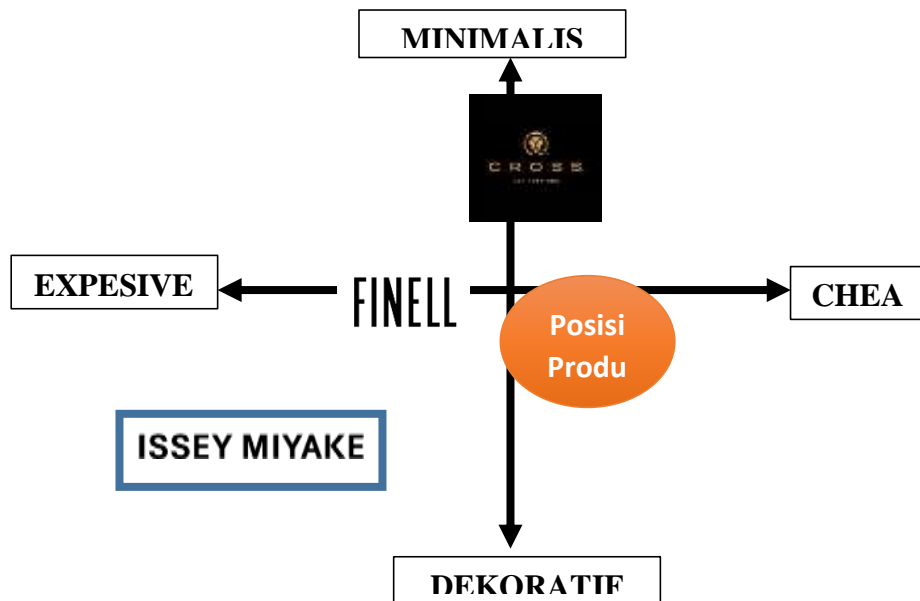 MINIMALIS
CROSS
EXPESIVE
FINELL
CHEA
Posisi
Produ
ISSEY MIYAKE
DEKORATIF